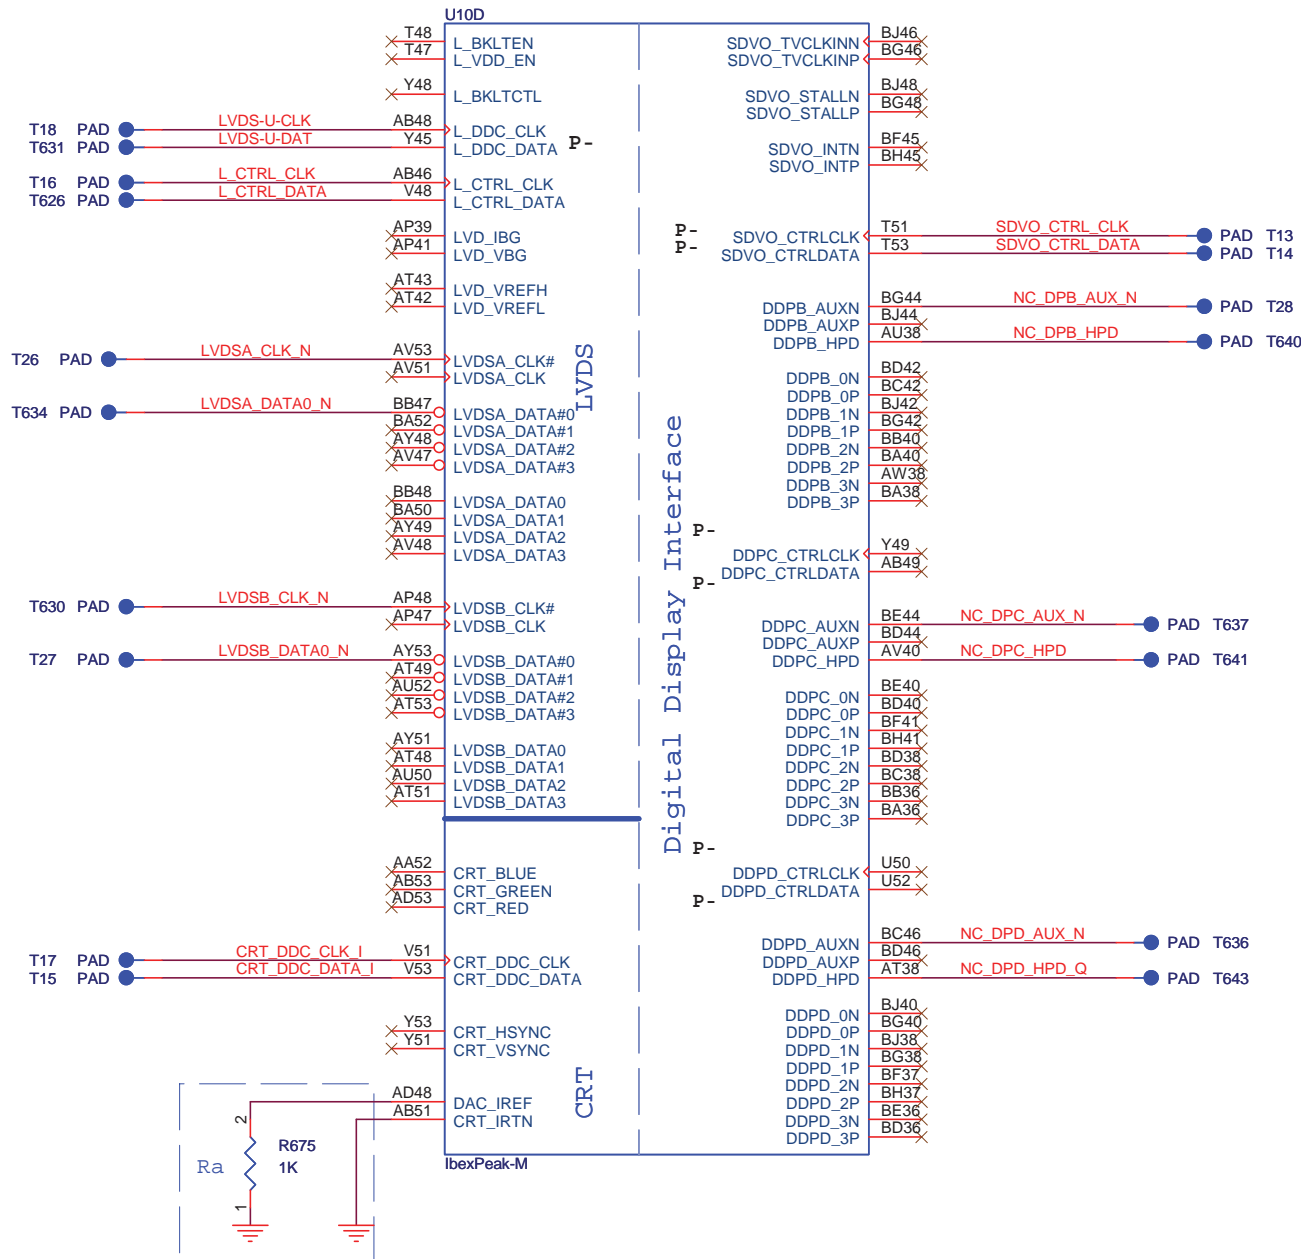 U10D
T48 L_BKLTEN
T47 L_VDD_EN
Y48 L_BKLTCTL
T18 PAD LVDS-U-CLK AB48 L_DDC_CLK
T631 PAD LVDS-U-DAT Y45 L_DDC_DATA P-
T16 PAD L_CTRL_CLK AB46 L_CTRL_CLK
T626 PAD L_CTRL_DATA V48 L_CTRL_DATA
AP39 LVD_IBG
AP41 LVD_VBG
AT43 LVD_VREFH
AT42 LVD_VREFL
T26 PAD LVDSA_CLK_N AV53 LVDSA_CLK#
AV51 LVDSA_CLK
T634 PAD LVDSA_DATA0_N BB47 LVDSA_DATA#0
BA52 LVDSA_DATA#1
AY48 LVDSA_DATA#2
AV47 LVDSA_DATA#3
BB48 LVDSA_DATA0
BA50 LVDSA_DATA1
AY49 LVDSA_DATA2
AV48 LVDSA_DATA3
T630 PAD LVDSB_CLK_N AP48 LVDSB_CLK#
AP47 LVDSB_CLK
T27 PAD LVDSB_DATA0_N AY53 LVDSB_DATA#0
AT49 LVDSB_DATA#1
AU52 LVDSB_DATA#2
AT53 LVDSB_DATA#3
AY51 LVDSB_DATA0
AT48 LVDSB_DATA1
AU50 LVDSB_DATA2
AT51 LVDSB_DATA3
LVDS
AA52 CRT_BLUE
AB53 CRT_GREEN
AD53 CRT_RED
T17 PAD CRT_DDC_CLK_I V51 CRT_DDC_CLK
T15 PAD CRT_DDC_DATA_I V53 CRT_DDC_DATA
Y53 CRT_HSYNC
Y51 CRT_VSYNC
AD48 DAC_IREF
AB51 CRT_IRTN
CRT
2
R675
Ra 1K
1
IbexPeak-M
Digital Display Interface
SDVO_TVCLKINN BJ46
SDVO_TVCLKINP BG46
SDVO_STALLN BJ48
SDVO_STALLP BG48
SDVO_INTN BF45
SDVO_INTP BH45
P- SDVO_CTRLCLK T51 SDVO_CTRL_CLK PAD T13
P- SDVO_CTRLDATA T53 SDVO_CTRL_DATA PAD T14
DDPB_AUXN BG44 NC_DPB_AUX_N PAD T28
DDPB_AUXP BJ44
DDPB_HPD AU38 NC_DPB_HPD PAD T640
DDPB_0N BD42
DDPB_0P BC42
DDPB_1N BJ42
DDPB_1P BG42
DDPB_2N BB40
DDPB_2P BA40
DDPB_3N AW38
DDPB_3P BA38
P-
DDPC_CTRLCLK Y49
DDPC_CTRLDATA AB49
P-
DDPC_AUXN BE44 NC_DPC_AUX_N PAD T637
DDPC_AUXP BD44
DDPC_HPD AV40 NC_DPC_HPD PAD T641
DDPC_0N BE40
DDPC_0P BD40
DDPC_1N BF41
DDPC_1P BH41
DDPC_2N BD38
DDPC_2P BC38
DDPC_3N BB36
DDPC_3P BA36
P-
DDPD_CTRLCLK U50
DDPD_CTRLDATA U52
P-
DDPD_AUXN BC46 NC_DPD_AUX_N PAD T636
DDPD_AUXP BD46
DDPD_HPD AT38 NC_DPD_HPD_Q PAD T643
DDPD_0N BJ40
DDPD_0P BG40
DDPD_1N BJ38
DDPD_1P BG38
DDPD_2N BF37
DDPD_2P BH37
DDPD_3N BE36
DDPD_3P BD36